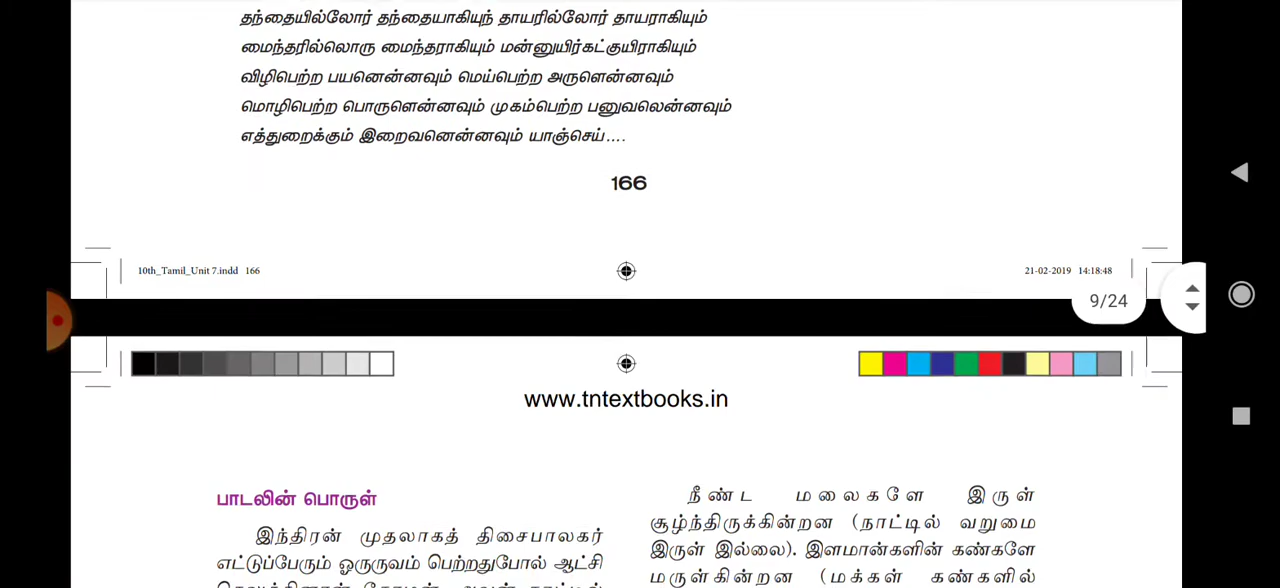 தந்தையில்லோர் தந்தையாகியுந் தாயரில்லோர் தாயராகியும்
மைந்தரில்லொரு மைந்தராகியும் மன்னுயிர்கட்குயிராகியும்
விழிபெற்ற பயனென்னவும் மெய்பெற்ற அருளென்னவும்
மொழிபெற்ற பொருளென்னவும் முகம்பெற்ற பனுவலென்னவும்
எத்துறைக்கும் இறைவனென்னவும் யாஞ்செய்....
166
10th_Tamil_Unit 7.indd 166
21-02-2019 14:18:48
9/24
www.tntextbooks.in
பாடலின் பொருள்
இந்திரன் முதலாகத் திசைபாலகர்
எட்டுப்பேரும் ஓருருவம் பெற்றதுபோல் ஆட்சி
நீண்ட மலைகளே இருள்
சூழ்ந்திருக்கின்றன (நாட்டில் வறுமை
இருள் இல்லை). இளமான்களின் கண்களே
மருள்கின்றன (மக்கள் கண்களில்